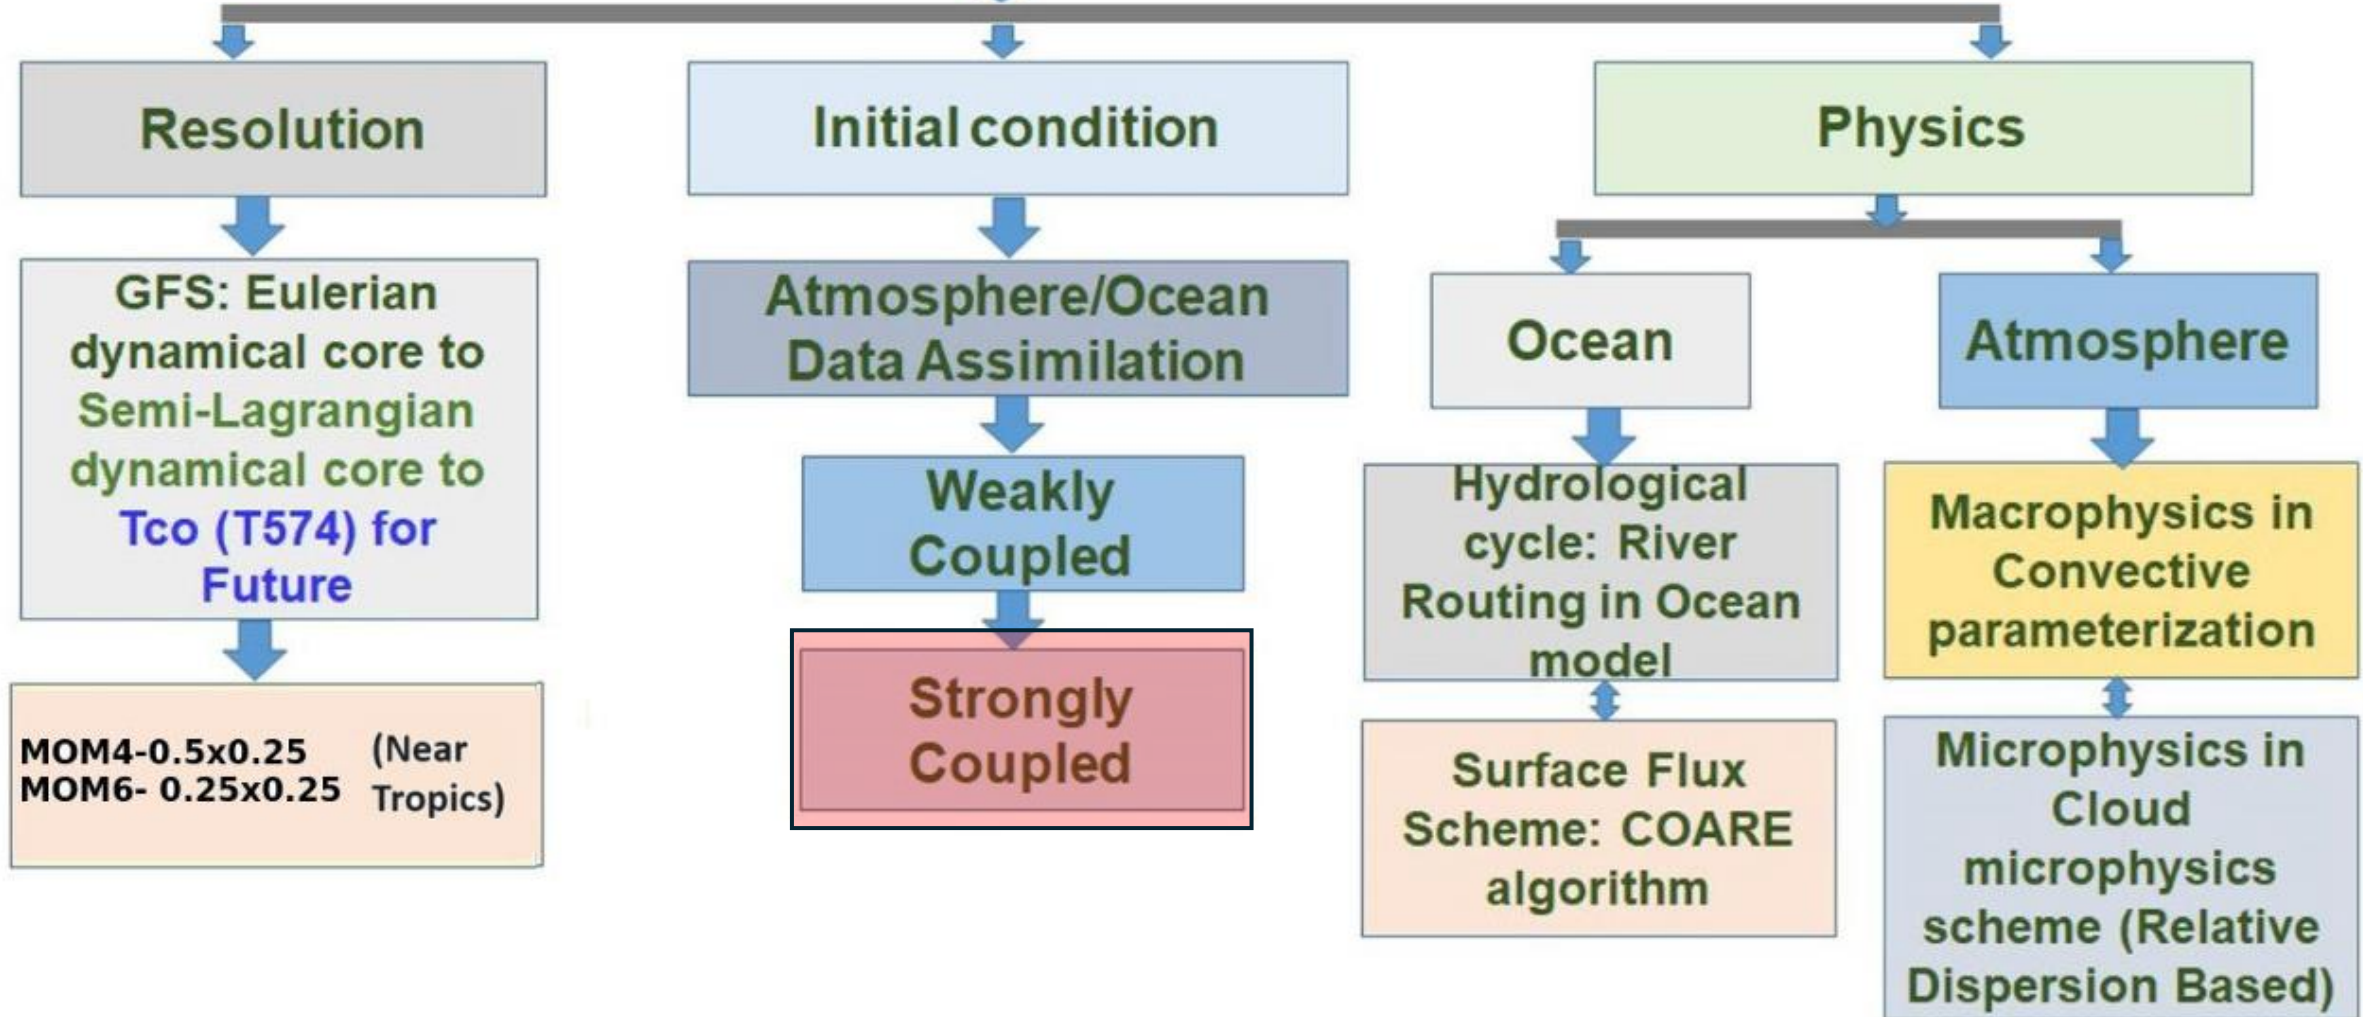 Resolution
Initial condition
Physics
GFS: Eulerian
dynamical core to
Semi-Lagrangian
dynamical core to
Tco (T574) for
Future
MOM4-0.5x0.25
MOM6- 0.25x0.25
(Near
Tropics)
Atmosphere/Ocean
Data Assimilation
Weakly
Coupled
Strongly
Coupled
Ocean
Hydrological
cycle: River
Routing in Ocean
model
Surface Flux
Scheme: COARE
algorithm
Atmosphere
Macrophysics in
Convective
parameterization
Microphysics in
Cloud
microphysics
scheme (Relative
Dispersion Based)